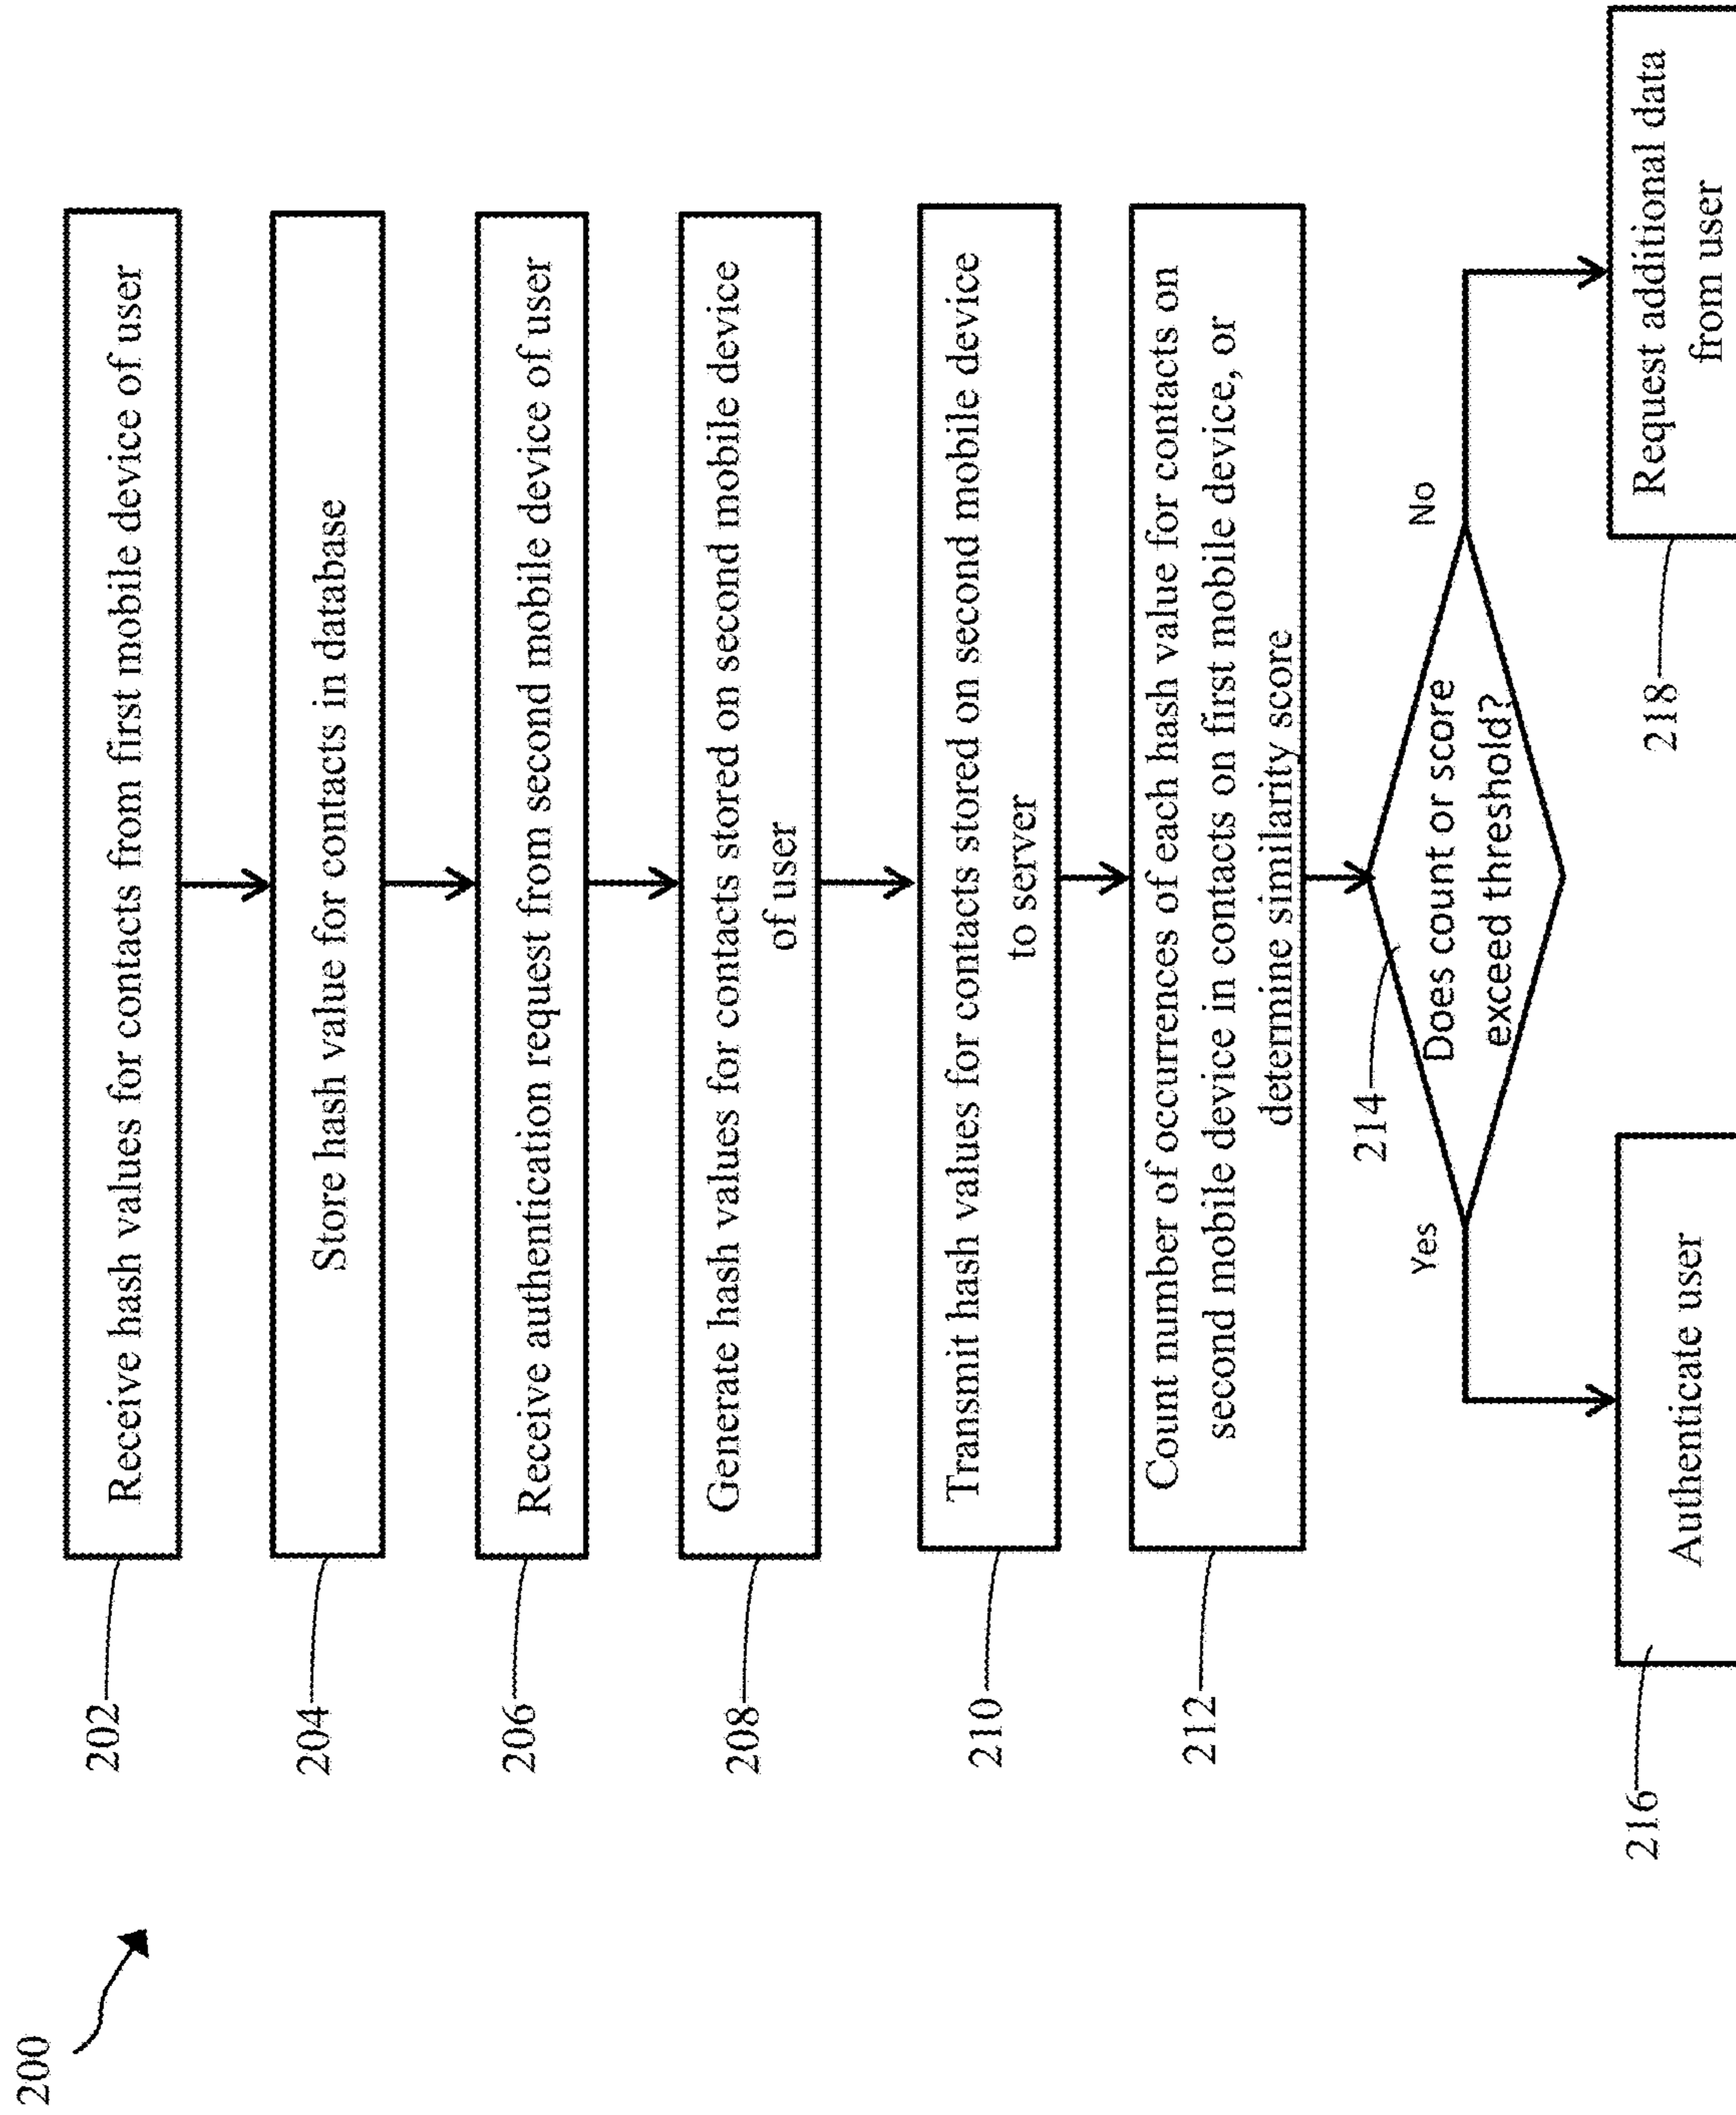 200
202
Receive hash values for contacts from first mobile device of user
204
Store hash value for contacts in database
206
Receive authentication request from second mobile device of user
208
Generate hash values for contacts stored on second mobile device
of user
210
Transmit hash values for contacts stored on second mobile device
to server
212
Count number of occurrences of each hash value for contacts on
second mobile device in contacts on first mobile device, or
determine similarity score
214
Yes
Does count or score
exceed threshold?
No
216
Authenticate user
218
Request additional data
from user